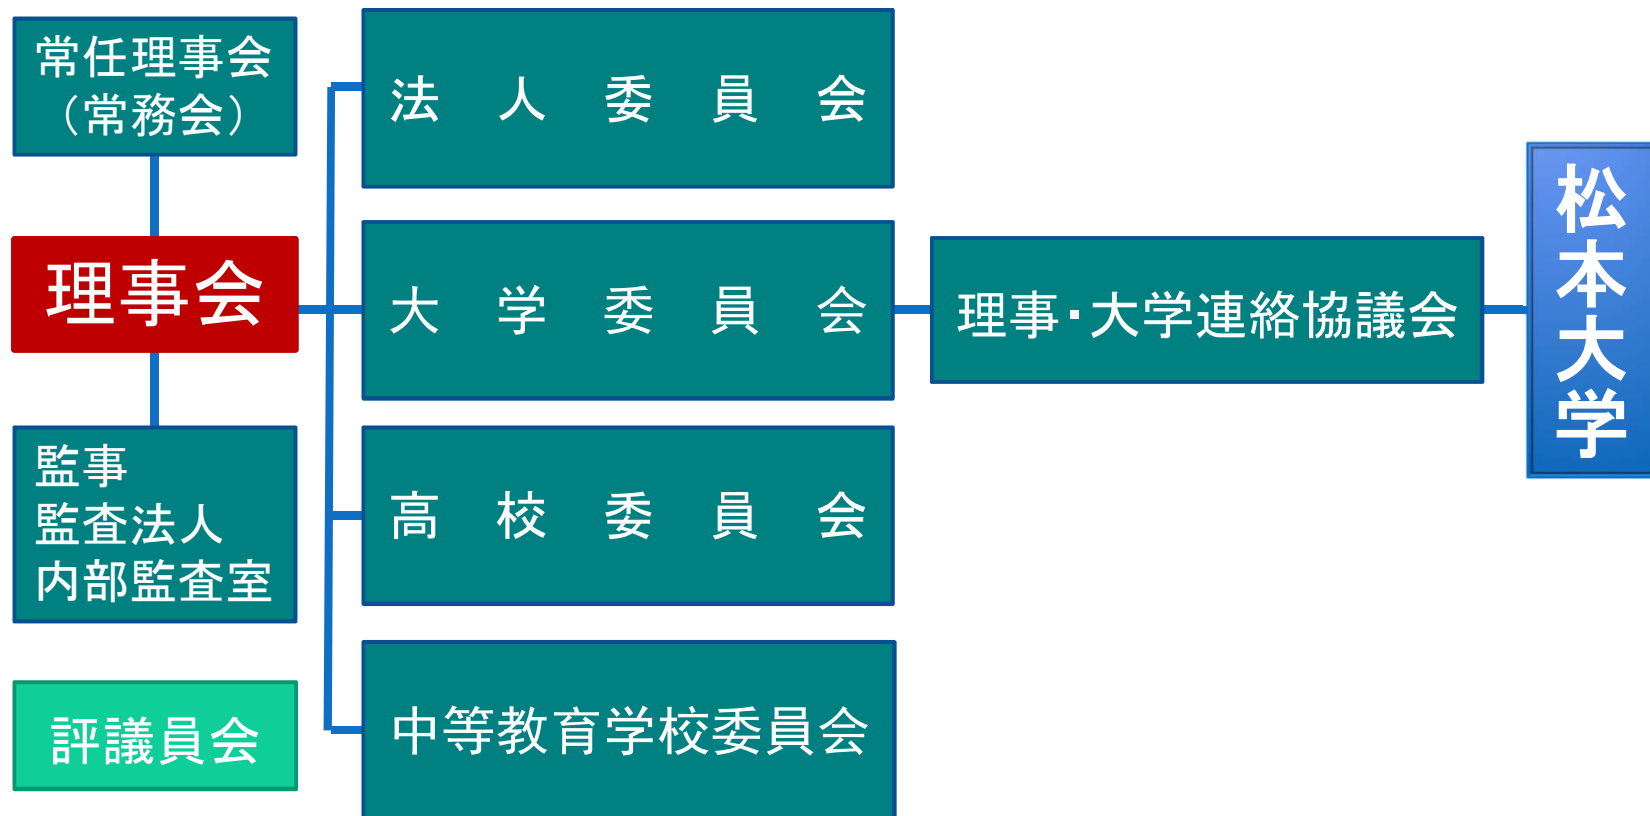 常任理事会
（常務会）
理事会
監事
監査法人
内部監査室
評議員会
法人委員会
大学委員会
高校委員会
中等教育学校委員会
理事・大学連絡協議会
松本大学